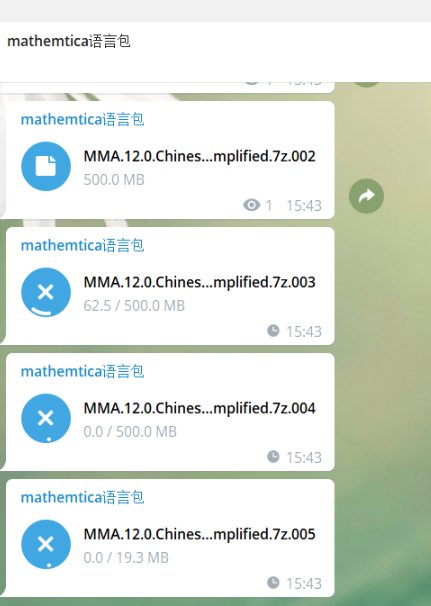 mathemtica语言包
mathemtica语言包
MMA.12.0.Chines...mplified.7z.002
500.0 MB
1 15:43
mathemtica语言包
MMA.12.0.Chines...mplified.7z.003
62.5 / 500.0 MB
15:43
mathemtica语言包
MMA.12.0.Chines...mplified.7z.004
0.0 / 500.0 MB
15:43
mathemtica语言包
MMA.12.0.Chines...mplified.7z.005
0.0 / 19.3 MB
15:43